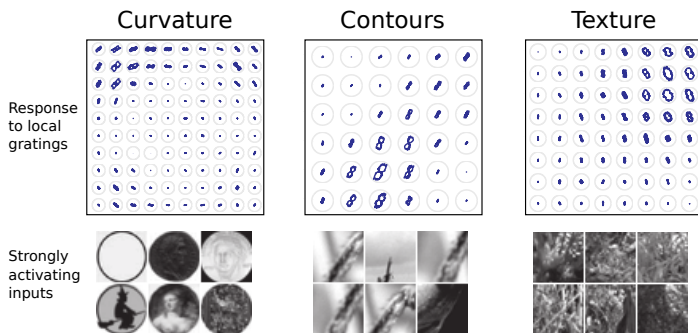 Curvature
Contours
Texture
Response
to local
gratings
Strongly
activating
inputs